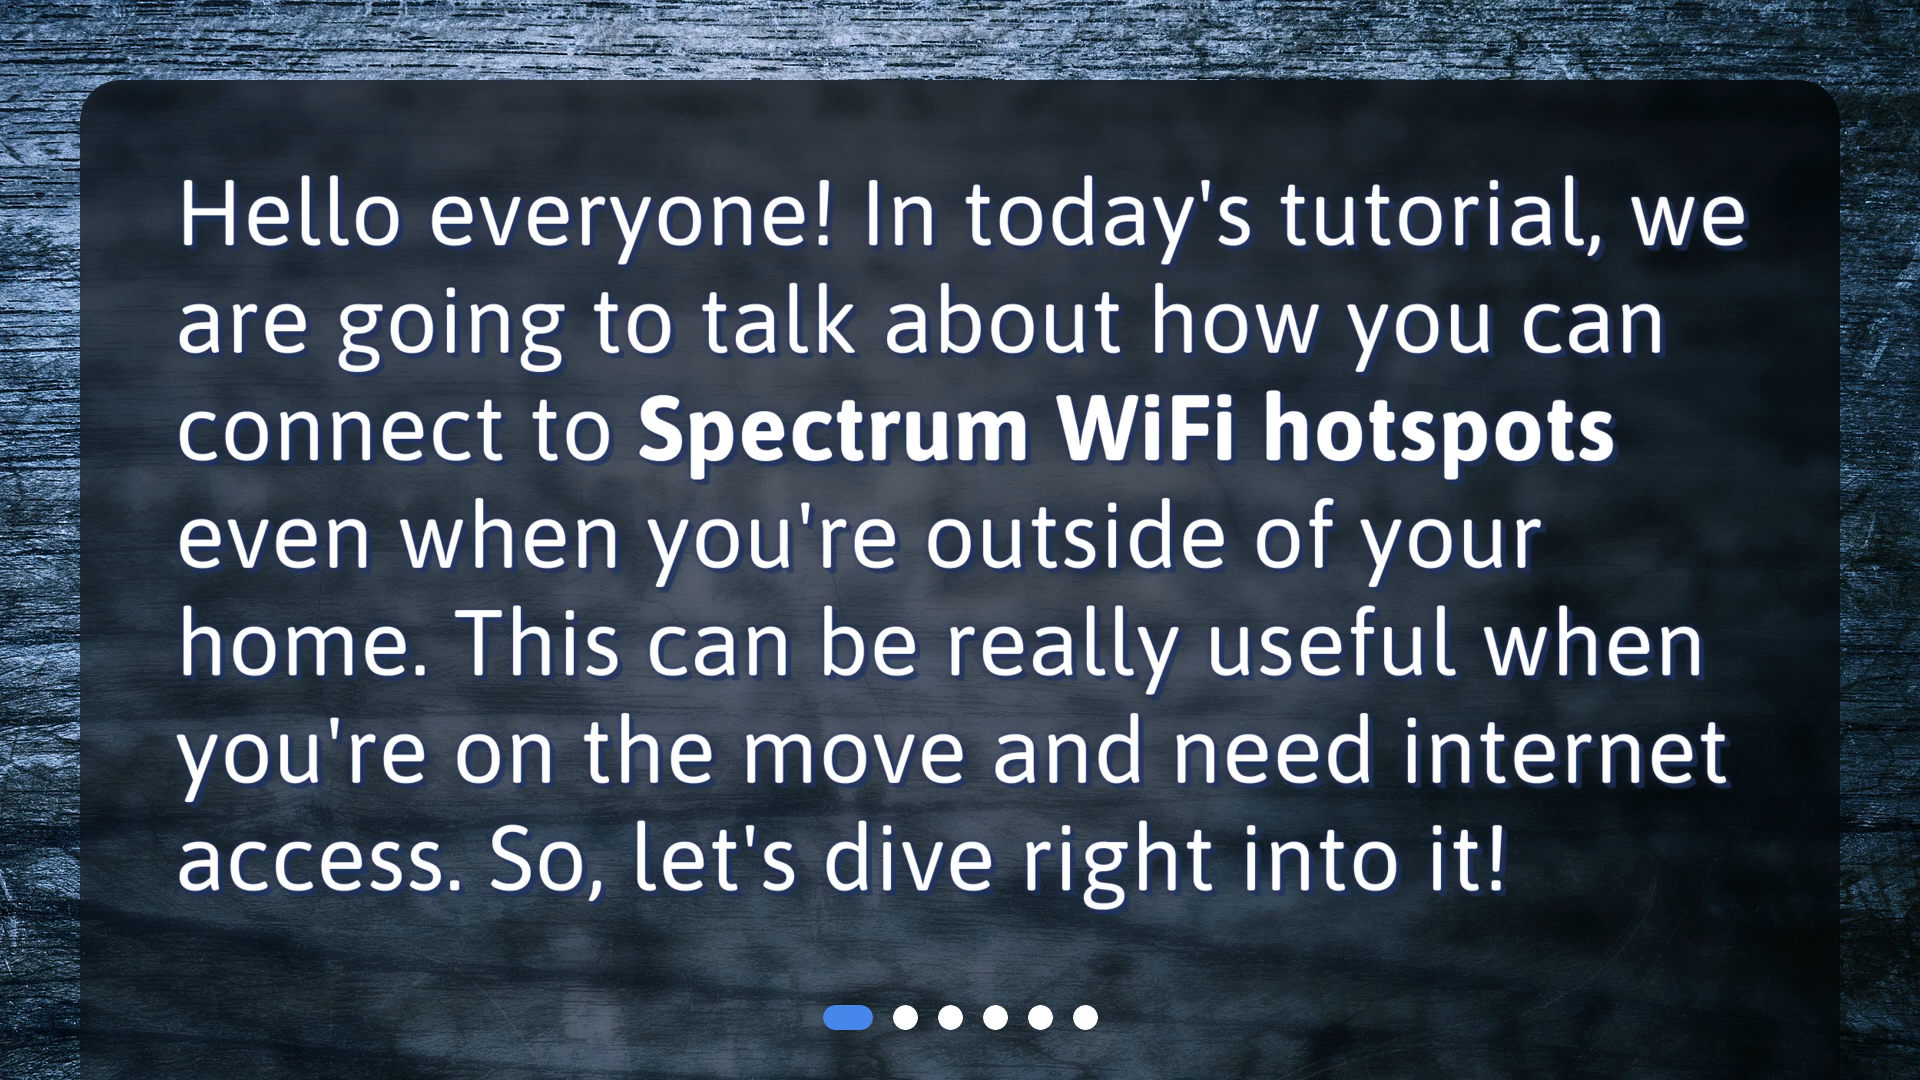 Hello everyone! In today's tutorial, we
are going to talk about how you can
connect to Spectrum WiFi hotspots
even when you're outside of your
home. This can be really useful when
you're on the move and need internet
access. So, let's dive right into it!